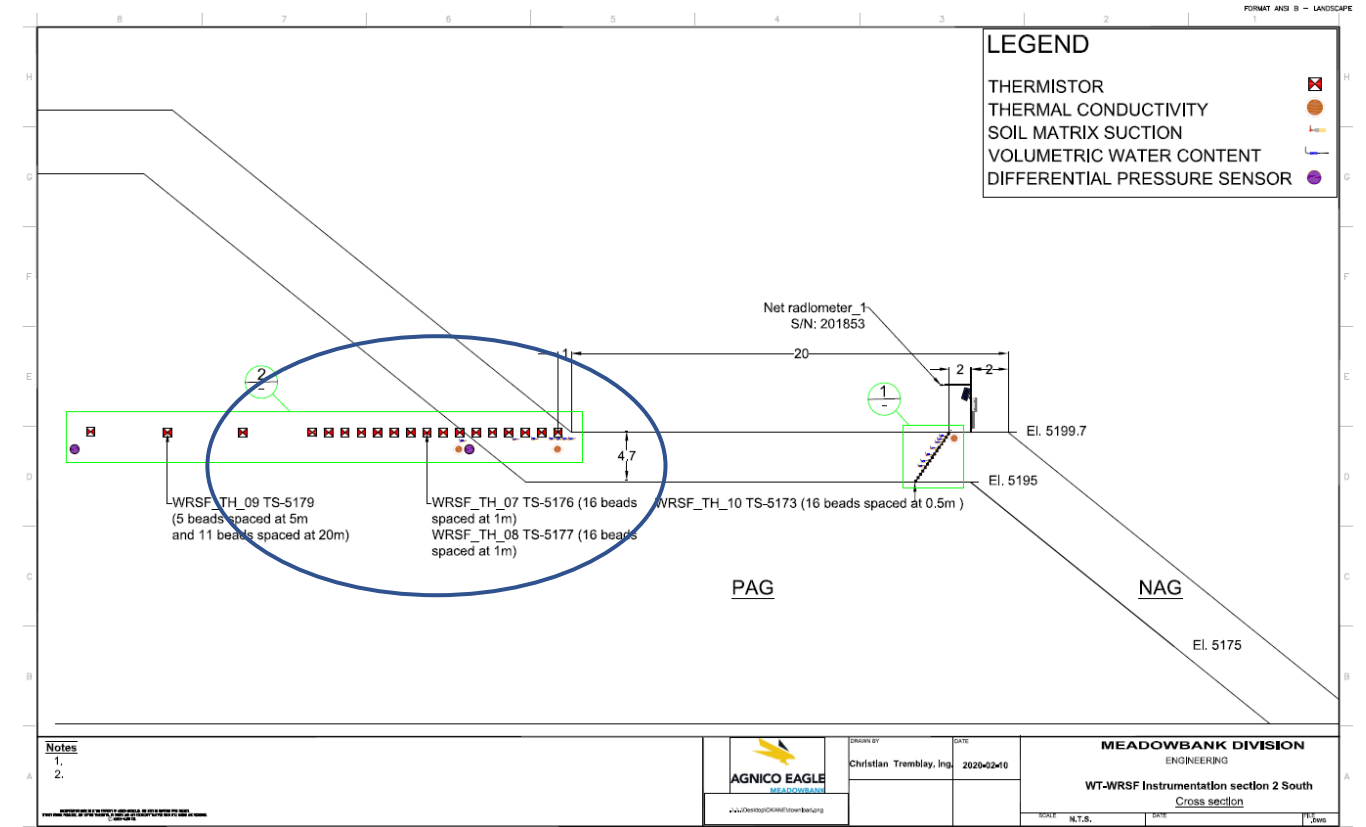 FORMAT ANSI B - LANDSCAPE
8 7 6 5 4 3 2 1
H
G
F
E
D
C
B
A
H
G
F
E
D
C
B
A
LEGEND
THERMISTOR
THERMAL CONDUCTIVITY
SOIL MATRIX SUCTION
VOLUMETRIC WATER CONTENT
DIFFERENTIAL PRESSURE SENSOR
Net radiometer_1
S/N: 201853
1
20
2
2
2
-
1
-
El. 5199.7
4,7
El. 5195
WRSF_TH_09 TS-5179
(5 beads spaced at 5m
and 11 beads spaced at 20m)
WRSF_TH_07 TS-5176 (16 beads
spaced at 1m)
WRSF_TH_08 TS-5177 (16 beads
spaced at 1m)
WRSF_TH_10 TS-5173 (16 beads spaced at 0.5m )
PAG
NAG
El. 5175
Notes
1.
2.
AGNICO EAGLE
MEADOWBANK
DRAWN BY
Christian Tremblay, Ing.
DATE
2020-02-10
MEADOWBANK DIVISION
ENGINEERING
WT-WRSF Instrumentation section 2 South
Cross section
SCALE
N.T.S.
DATE
FILE
.DWG